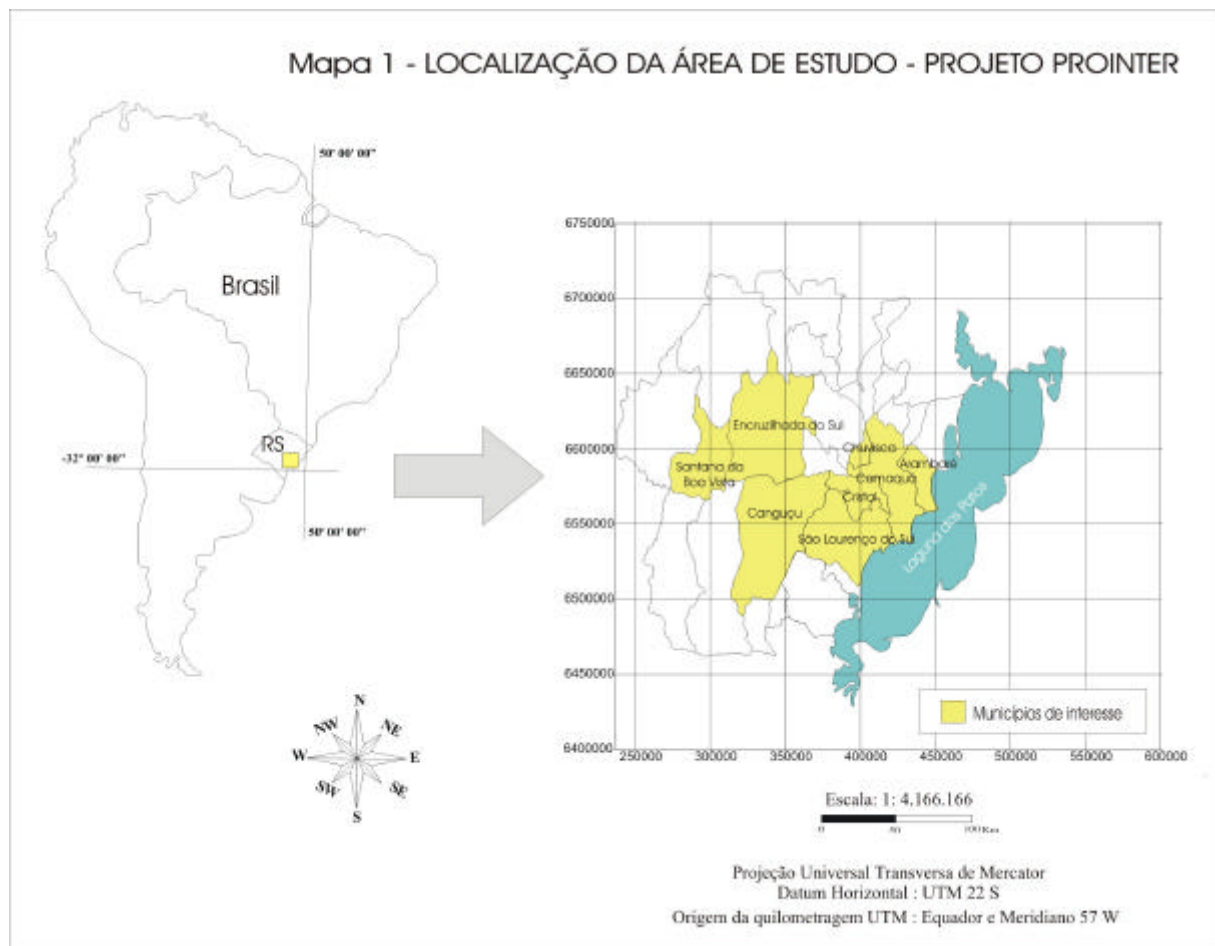 Mapa 1 - LOCALIZAÇÃO DA ÁREA DE ESTUDO - PROJETO PROINTER
50º 00' 00"
Brasil
RS
-32º 00' 00"
50º 00' 00"
N
NW
NE
W
E
SW
SE
S
6750000
6700000
6650000
6600000
6550000
6500000
6450000
6400000
250000
300000
350000
400000
450000
500000
550000
600000
Encruzilhada do Sul
Chuvisca
Arambaré
Santana da
Boa Vista
Camaquã
Cristal
Canguçu
São Lourenço do Sul
Laguna dos Patos
Municípios de interesse
Escala: 1: 4.166.166
0
50
100 Km
Projeção Universal Transversa de Mercator
Datum Horizontal : UTM 22 S
Origem da quilometragem UTM : Equador e Meridiano 57 W